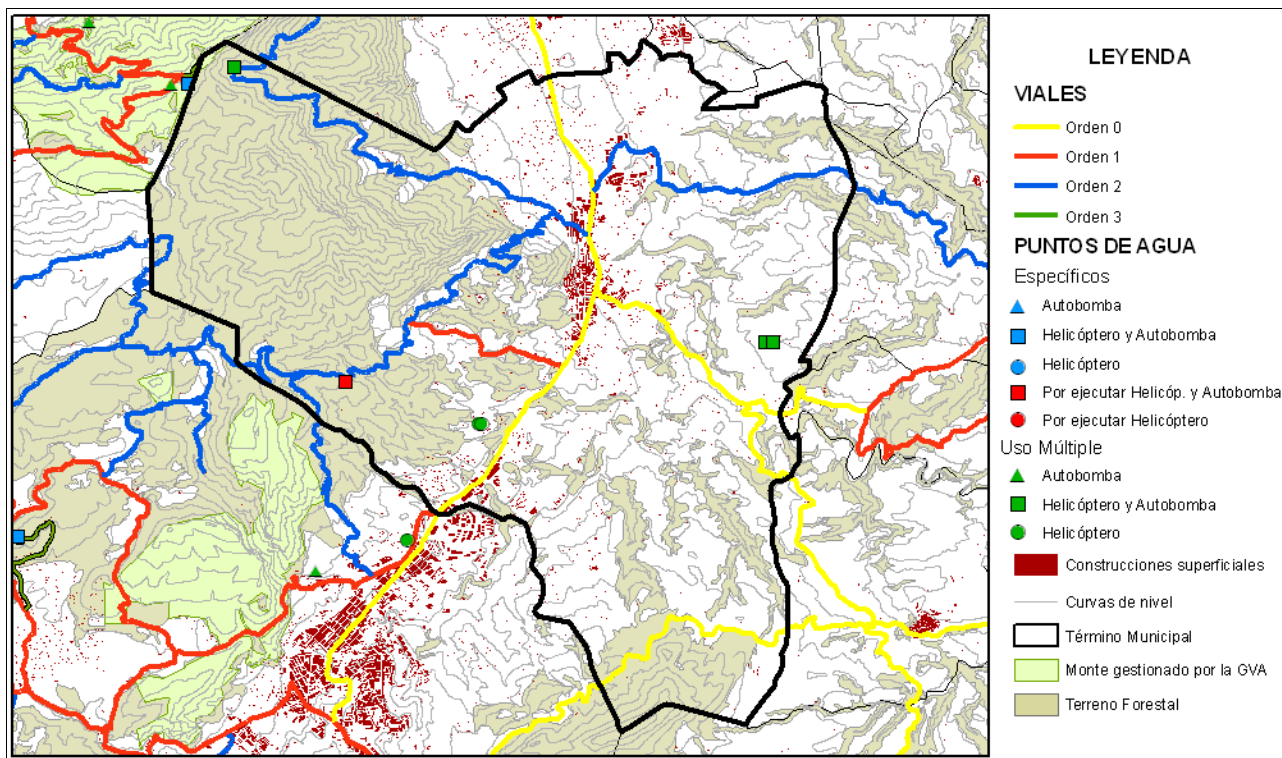 LEYENDA
VIALES
Orden 0
Orden 1
Orden 2
Orden 3
PUNTOS DE AGUA
Específicos
Autobomba
Helicóptero y Autobomba
Helicóptero
Por ejecutar Helicóp. y Autobomba
Por ejecutar Helicóptero
Uso Múltiple
Autobomba
Helicóptero y Autobomba
Helicóptero
Construcciones superficiales
Curvas de nivel
Término Municipal
Monte gestionado por la GVA
Terreno Forestal